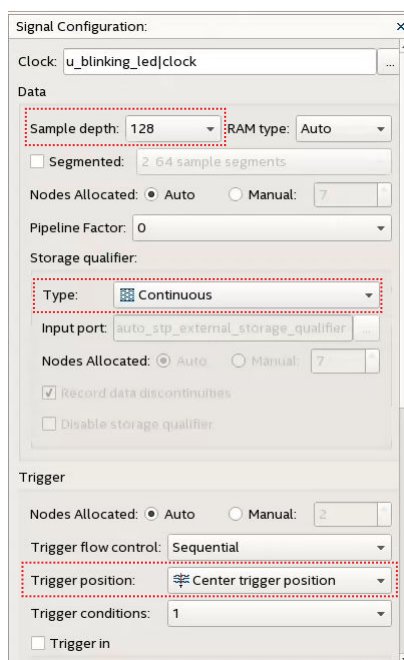 Signal Configuration: ×
Clock: u_blinking_led|clock ...
Data
Sample depth: 128 RAM type: Auto
Segmented: 2 64 sample segments
Nodes Allocated: Auto Manual: 7
Pipeline Factor: 0
Storage qualifier:
Type: Continuous
Input port: auto_stp_external_storage_qualifier ...
Nodes Allocated: Auto Manual: 7
Record data discontinuities
Disable storage qualifier
Trigger
Nodes Allocated: Auto Manual: 2
Trigger flow control: Sequential
Trigger position: Center trigger position
Trigger conditions: 1
Trigger in